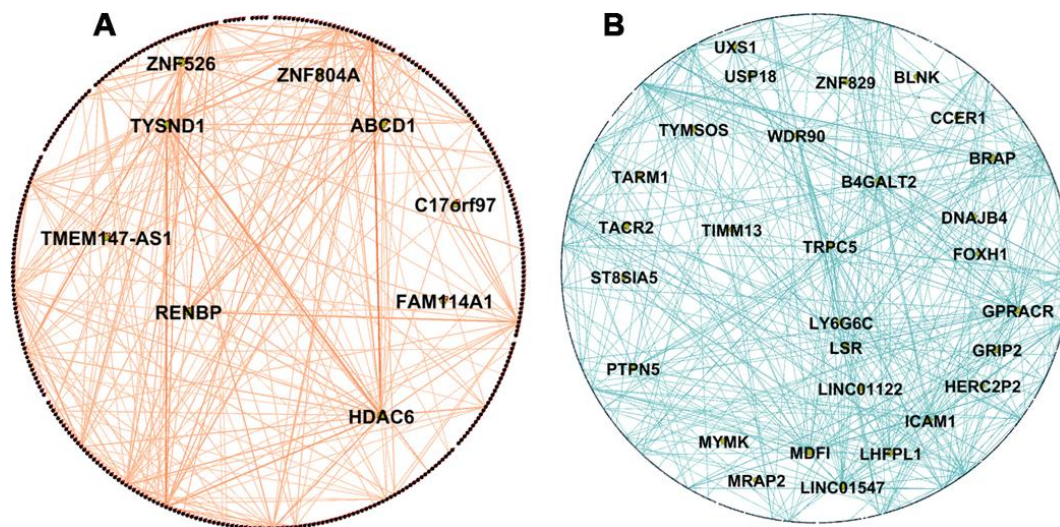 A
ZNF526
ZNF804A
TYSND1
ABCD1
C17orf97
TMEM147-AS1
FAM114A1
RENBP
HDAC6
B
UXS1
USP18
ZNF829
BLNK
CCER1
TYMSOS
WDR90
BRAP
TARM1
B4GALT2
TACR2
TIMM13
DNAJB4
TRPC5
FOXH1
ST8SIA5
LY6G6C
GPRACR
LSR
GRIP2
PTPN5
LINC01122
HERC2P2
ICAM1
MYMK
MDFI
LHFPL1
MRAP2
LINC01547